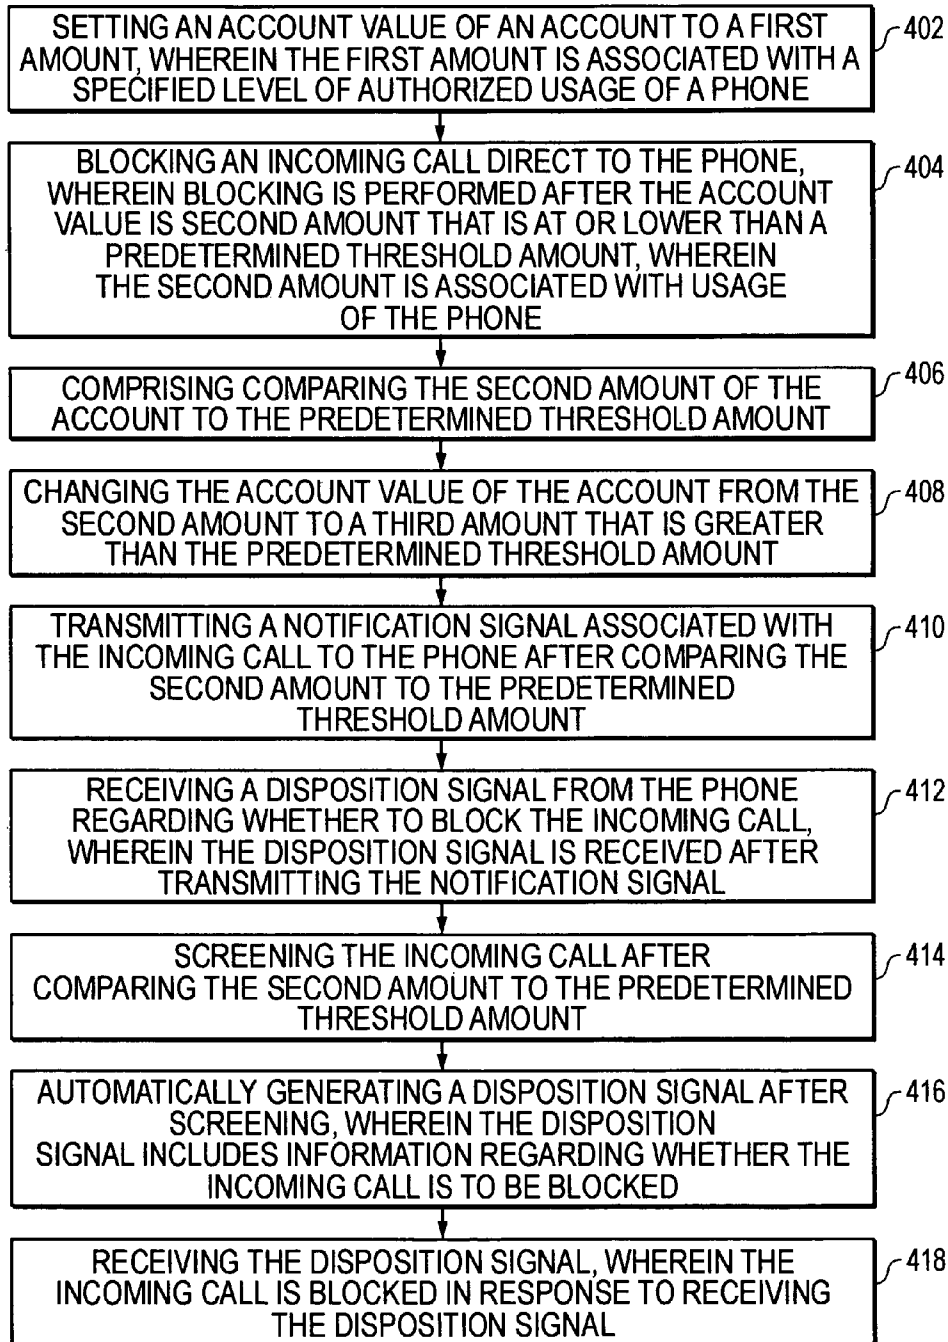 SETTING AN ACCOUNT VALUE OF AN ACCOUNT TO A FIRST
AMOUNT, WHEREIN THE FIRST AMOUNT IS ASSOCIATED WITH A
SPECIFIED LEVEL OF AUTHORIZED USAGE OF A PHONE
402
BLOCKING AN INCOMING CALL DIRECT TO THE PHONE,
WHEREIN BLOCKING IS PERFORMED AFTER THE ACCOUNT
VALUE IS SECOND AMOUNT THAT IS AT OR LOWER THAN A
PREDETERMINED THRESHOLD AMOUNT, WHEREIN
THE SECOND AMOUNT IS ASSOCIATED WITH USAGE
OF THE PHONE
404
COMPRISING COMPARING THE SECOND AMOUNT OF THE
ACCOUNT TO THE PREDETERMINED THRESHOLD AMOUNT
406
CHANGING THE ACCOUNT VALUE OF THE ACCOUNT FROM THE
SECOND AMOUNT TO A THIRD AMOUNT THAT IS GREATER
THAN THE PREDETERMINED THRESHOLD AMOUNT
408
TRANSMITTING A NOTIFICATION SIGNAL ASSOCIATED WITH
THE INCOMING CALL TO THE PHONE AFTER COMPARING THE
SECOND AMOUNT TO THE PREDETERMINED
THRESHOLD AMOUNT
410
RECEIVING A DISPOSITION SIGNAL FROM THE PHONE
REGARDING WHETHER TO BLOCK THE INCOMING CALL,
WHEREIN THE DISPOSITION SIGNAL IS RECEIVED AFTER
TRANSMITTING THE NOTIFICATION SIGNAL
412
SCREENING THE INCOMING CALL AFTER
COMPARING THE SECOND AMOUNT TO THE PREDETERMINED
THRESHOLD AMOUNT
414
AUTOMATICALLY GENERATING A DISPOSITION SIGNAL AFTER
SCREENING, WHEREIN THE DISPOSITION
SIGNAL INCLUDES INFORMATION REGARDING WHETHER THE
INCOMING CALL IS TO BE BLOCKED
416
RECEIVING THE DISPOSITION SIGNAL, WHEREIN THE
INCOMING CALL IS BLOCKED IN RESPONSE TO RECEIVING
THE DISPOSITION SIGNAL
418